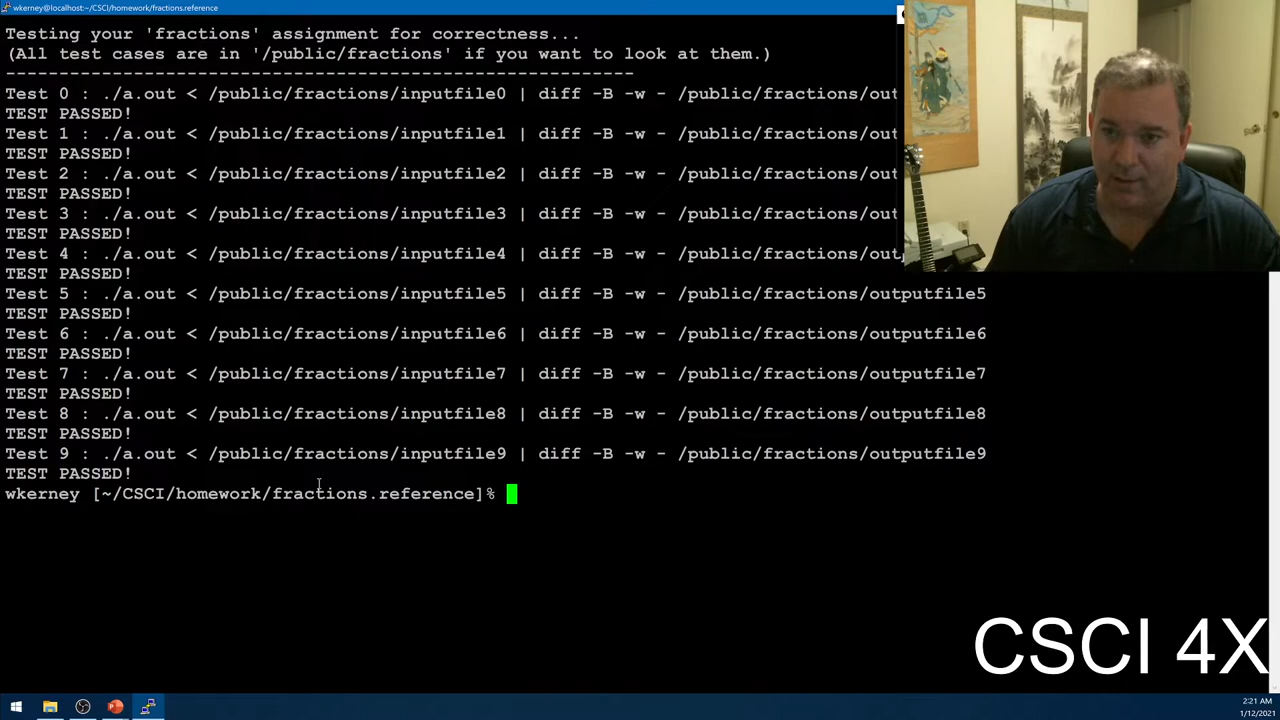 wkerney@localhost:~/CSCI/homework/fractions.reference
Testing your 'fractions' assignment for correctness...
(All test cases are in '/public/fractions' if you want to look at them.)
-----------------------------------------------------------
Test 0 : ./a.out < /public/fractions/inputfile0 | diff -B -w - /public/fractions/out
TEST PASSED!
Test 1 : ./a.out < /public/fractions/inputfile1 | diff -B -w - /public/fractions/out
TEST PASSED!
Test 2 : ./a.out < /public/fractions/inputfile2 | diff -B -w - /public/fractions/out
TEST PASSED!
Test 3 : ./a.out < /public/fractions/inputfile3 | diff -B -w - /public/fractions/out
TEST PASSED!
Test 4 : ./a.out < /public/fractions/inputfile4 | diff -B -w - /public/fractions/out
TEST PASSED!
Test 5 : ./a.out < /public/fractions/inputfile5 | diff -B -w - /public/fractions/outputfile5
TEST PASSED!
Test 6 : ./a.out < /public/fractions/inputfile6 | diff -B -w - /public/fractions/outputfile6
TEST PASSED!
Test 7 : ./a.out < /public/fractions/inputfile7 | diff -B -w - /public/fractions/outputfile7
TEST PASSED!
Test 8 : ./a.out < /public/fractions/inputfile8 | diff -B -w - /public/fractions/outputfile8
TEST PASSED!
Test 9 : ./a.out < /public/fractions/inputfile9 | diff -B -w - /public/fractions/outputfile9
TEST PASSED!
wkerney [~/CSCI/homework/fractions.reference]%
CSCI 4X
2:21 AM
1/12/2021